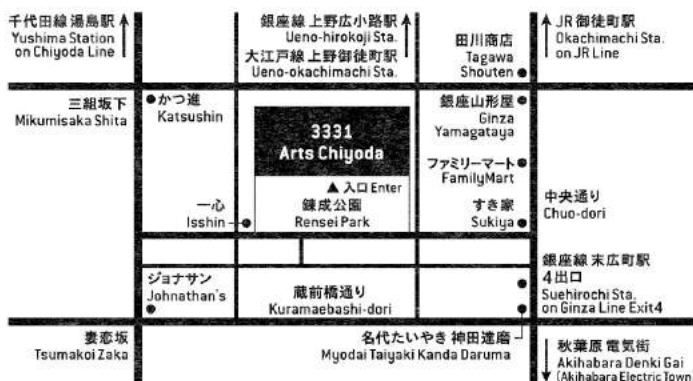 千代田線 湯島駅
Yushima Station
on Chiyoda Line
銀座線 上野広小路駅
Ueno-hirokoji Sta.
大江戸線 上野御徒町駅
Ueno-okachimachi Sta.
田川商店
Tagawa
Shouten
JR 御徒町駅
Okachimachi Sta.
on JR Line
三組坂下
Mikumisaka Shita
かつ進
Katsushin
3331
Arts Chiyoda
▲ 入口 Enter
錬成公園
Rensei Park
銀座山形屋
Ginza
Yamagataya
ファミリーマート
FamilyMart
すき家
Sukiya
一心
Isshin
中央通り
Chuo-dori
ジョナサン
Johnathan's
蔵前橋通り
Kuramaebashi-dori
銀座線 末広町駅
4出口
Suehirochi Sta.
on Ginza Line Exit4
妻恋坂
Tsumakoi Zaka
名代たいやき 神田達磨
Myodai Taiyaki Kanda Daruma
秋葉原 電気街
Akihabara Denki Gai
(Akihabara Electric Town